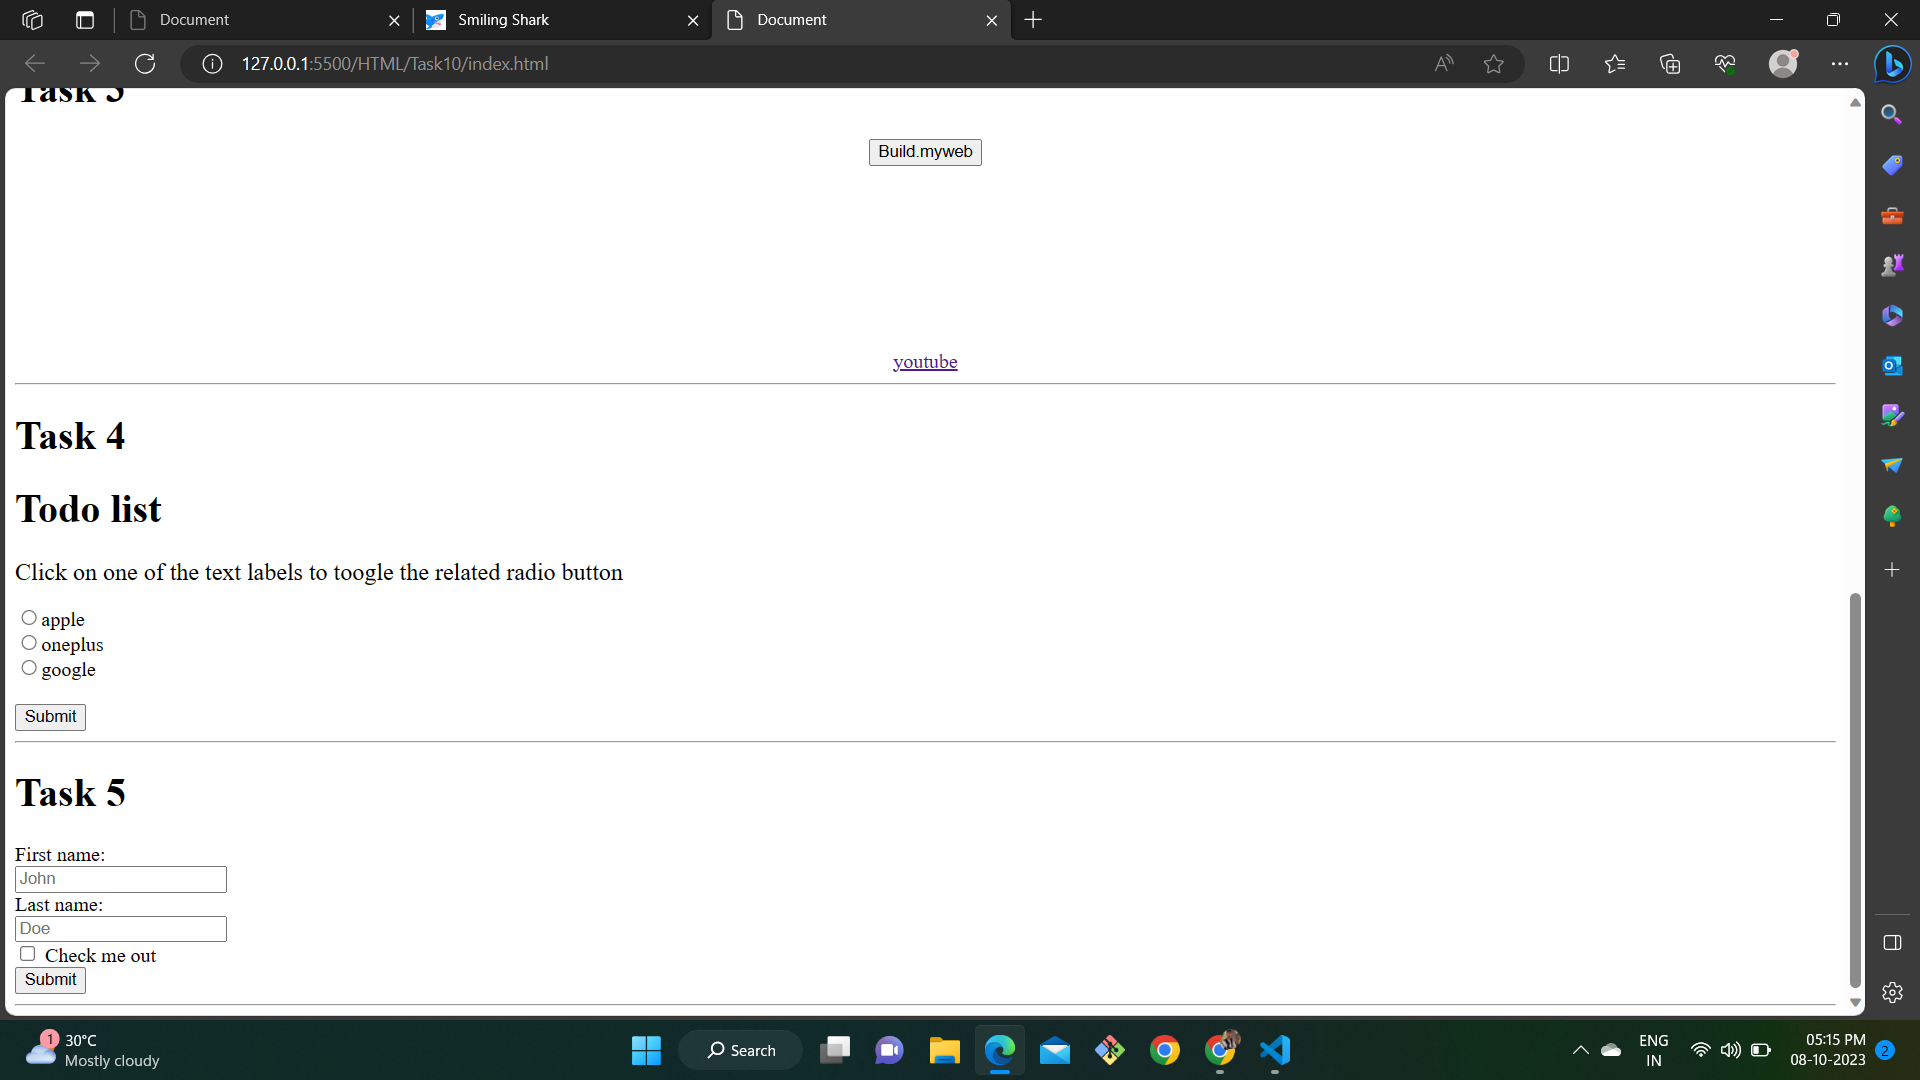 Document
Smiling Shark
Document
127.0.0.1:5500/HTML/Task10/index.html
Build.myweb
youtube
Task 4
Todo list
Click on one of the text labels to toogle the related radio button
apple
oneplus
google
Submit
Task 5
First name:
John
Last name:
Doe
Check me out
Submit
1
30°C
Mostly cloudy
Search
ENG
IN
05:15 PM
08-10-2023
2